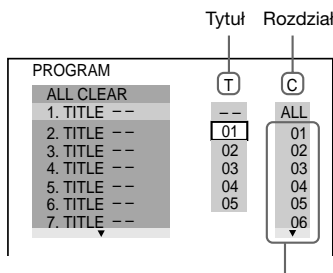 Tytuł Rozdział
PROGRAM
T C
ALL CLEAR
1. TITLE – – – – ALL
2. TITLE – – 01 01
3. TITLE – – 02 02
4. TITLE – – 03 03
5. TITLE – – 04 04
6. TITLE – – 05 05
7. TITLE – – 06